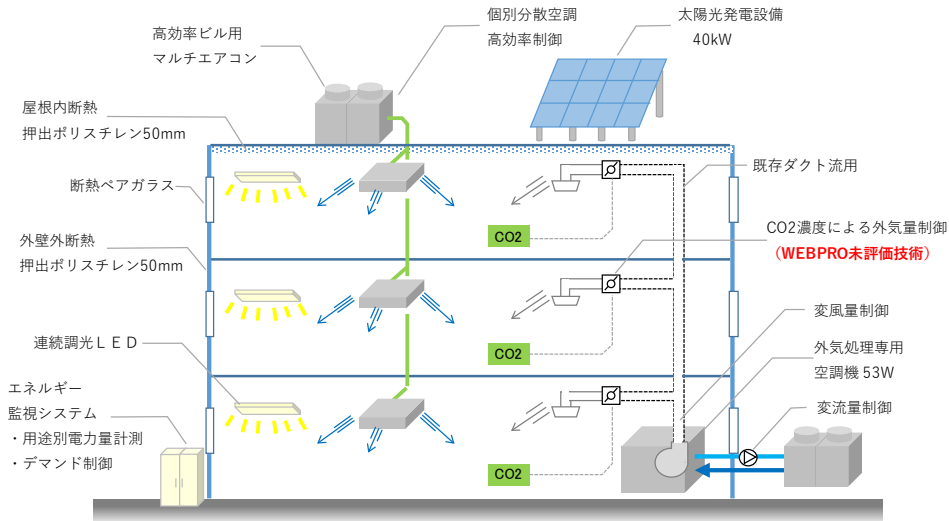 高効率ビル用
マルチエアコン
個別分散空調
高効率制御
太陽光発電設備
40kW
屋根内断熱
押出ポリスチレン50mm
断熱ペアガラス
既存ダクト流用
CO2
外壁外断熱
押出ポリスチレン50mm
CO2濃度による外気量制御
（WEBPRO未評価技術）
CO2
変風量制御
連続調光ＬＥＤ
外気処理専用
空調機 53W
エネルギー
監視システム
・用途別電力量計測
・デマンド制御
変流量制御
CO2